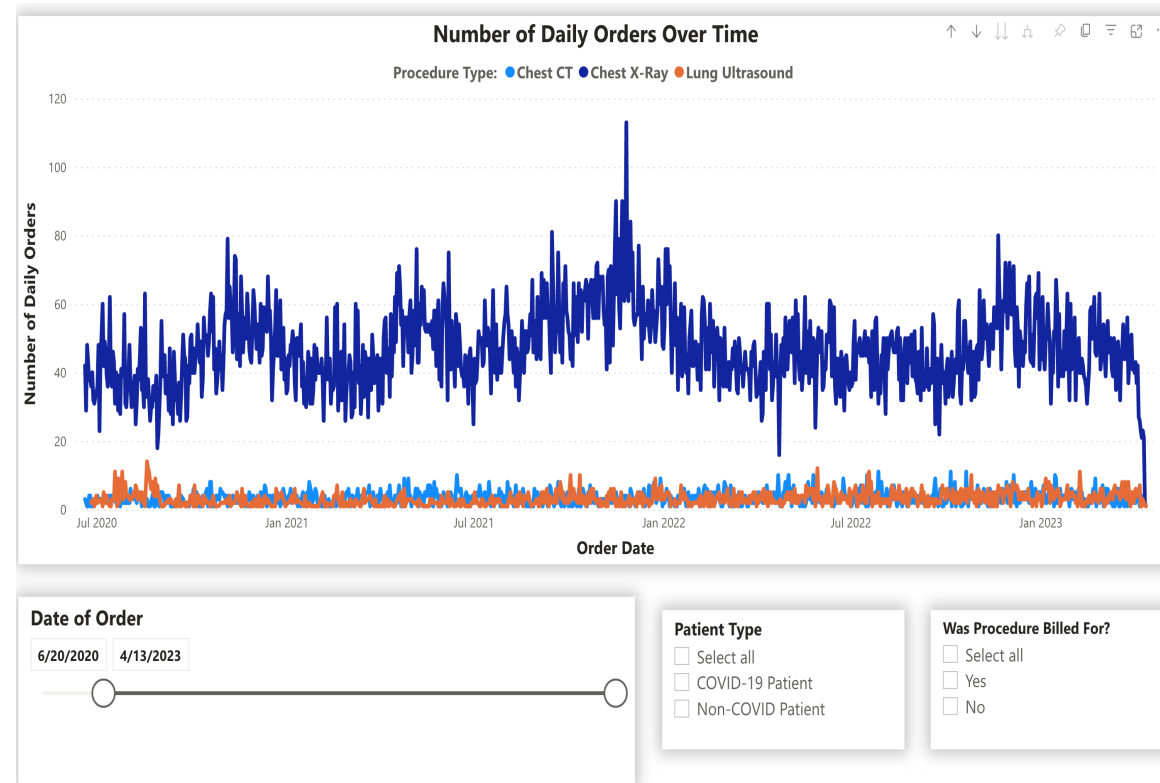 Number of Daily Orders Over Time
Procedure Type: Chest CT Chest X-Ray Lung Ultrasound
Number of Daily Orders
120
100
80
60
40
20
0
Jul 2020 Jan 2021 Jul 2021 Jan 2022 Jul 2022 Jan 2023
Order Date
Date of Order
6/20/2020 4/13/2023
Patient Type
Select all
COVID-19 Patient
Non-COVID Patient
Was Procedure Billed For?
Select all
Yes
No